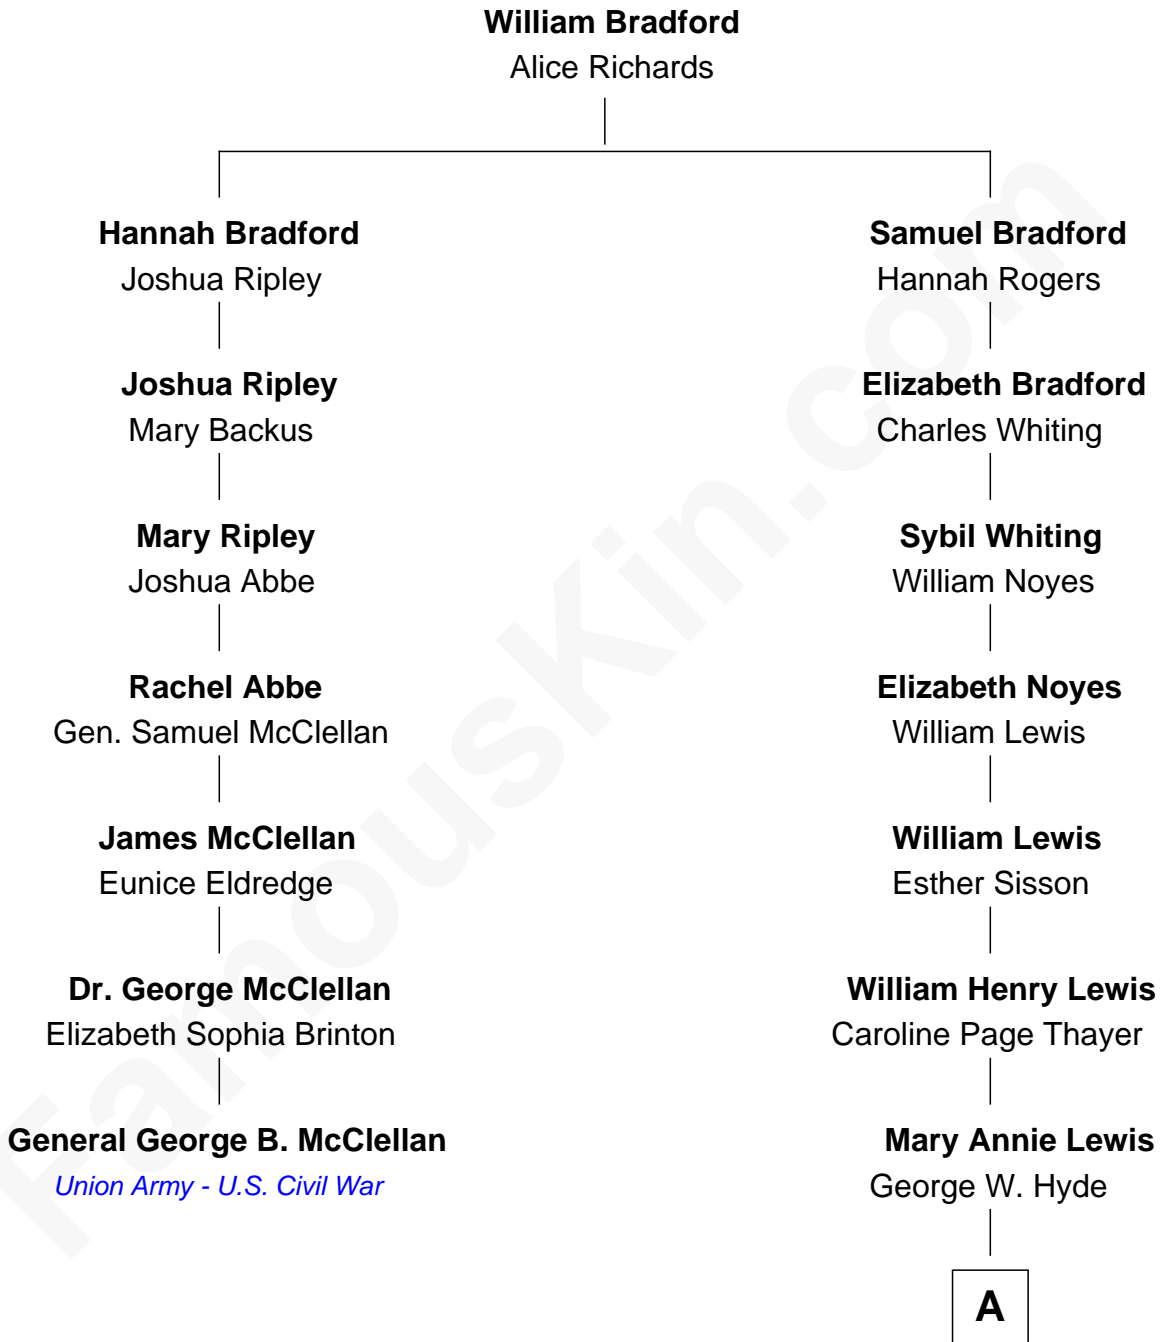 William Bradford
Alice Richards
Hannah Bradford
Joshua Ripley
Samuel Bradford
Hannah Rogers
Joshua Ripley
Mary Backus
Elizabeth Bradford
Charles Whiting
Mary Ripley
Joshua Abbe
Sybil Whiting
William Noyes
Rachel Abbe
Gen. Samuel McClellan
Elizabeth Noyes
William Lewis
James McClellan
Eunice Eldredge
William Lewis
Esther Sisson
Dr. George McClellan
Elizabeth Sophia Brinton
William Henry Lewis
Caroline Page Thayer
General George B. McClellan
Union Army - U.S. Civil War
Mary Annie Lewis
George W. Hyde
A
FamousKin.com